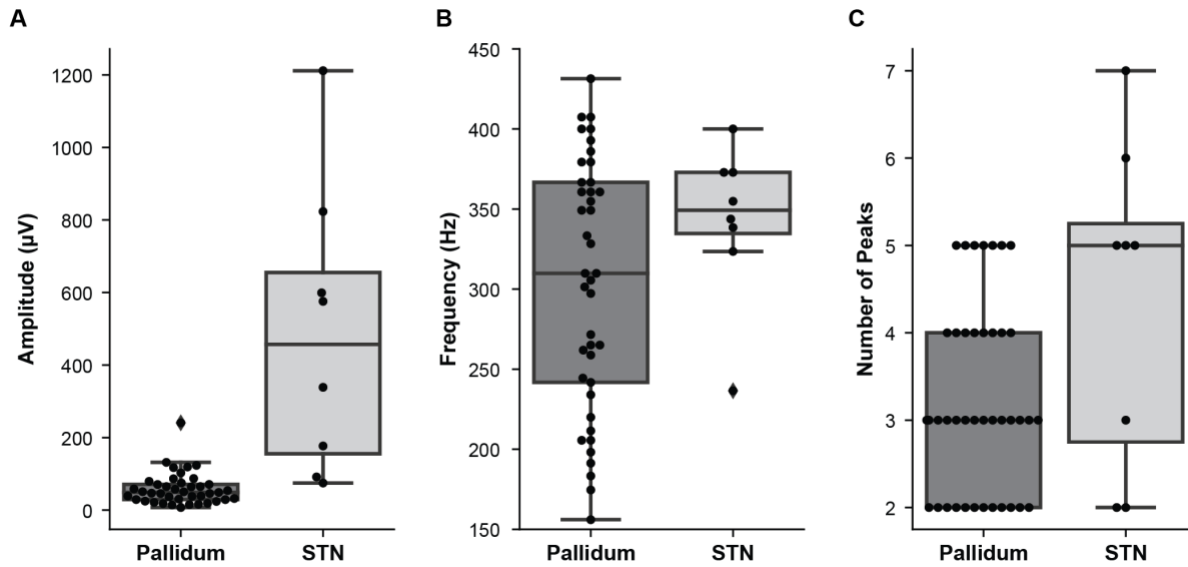 A
Amplitude (µV)
1200
1000
800
600
400
200
0
Pallidum
STN
B
Frequency (Hz)
450
400
350
300
250
200
150
Pallidum
STN
C
Number of Peaks
7
6
5
4
3
2
Pallidum
STN